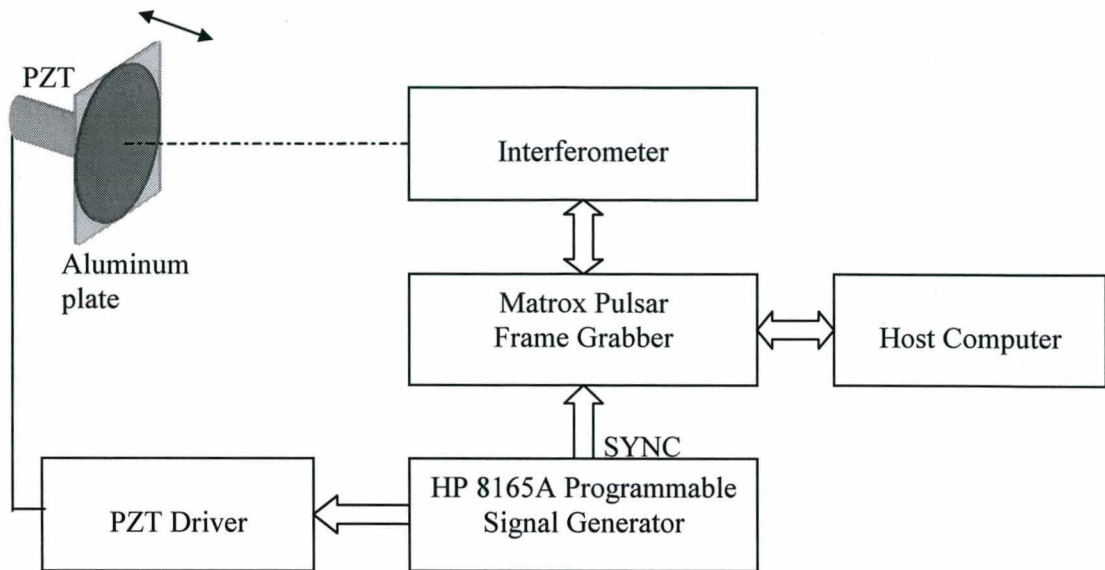 PZT
Interferometer
Aluminum
plate
Matrox Pulsar
Frame Grabber
Host Computer
SYNC
HP 8165A Programmable
Signal Generator
PZT Driver